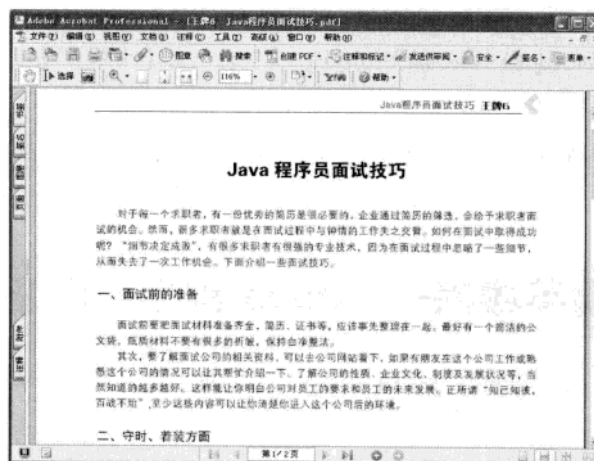 Adobe Acrobat Professional - [王牌6 Java程序员面试技巧.pdf]
文件(F) 编辑(E) 视图(V) 文档(D) 注释(C) 工具(T) 高级(A) 窗口(W) 帮助(H)
搜索 创建 PDF 注释和标记 发送供审阅 安全 签名 表单
选择 116% 帮助
Java程序员面试技巧 王牌6
Java 程序员面试技巧
对于每一个求职者，有一份优秀的简历是很必要的，企业通过简历的筛选，会给予求职者面
试的机会。然而，很多求职者就是在面试过程中与钟情的工作失之交臂。如何在面试中取得成功
呢？“细节决定成败”，有很多求职者有很强的专业技术，因为在面试过程中忽略了一些细节，
从而失去了一次工作机会。下面介绍一些面试技巧。
一、面试前的准备
面试前要把面试材料准备齐全，简历、证书等，应该事先整理在一起，最好有一个简洁的公
文袋，纸质材料不要有很多的折皱，保持白净整洁。
其次，要了解面试公司的相关资料，可以去公司网站看下，如果有朋友在这个公司工作或熟
悉这个公司的情况可以让其帮忙介绍一下，了解公司的性质、企业文化、制度及发展状况等，当
然知道的越多越好。这样能让你明白公司对员工的要求和员工的未来发展。正所谓“知己知彼，
百战不殆”，至少这些内容可以让你清楚你进入这个公司后的环境。
二、守时、着装方面
第1/2页